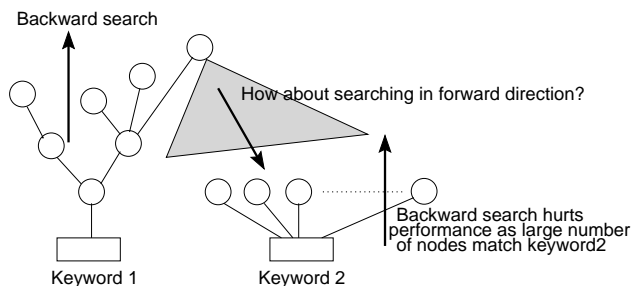 Backward search
How about searching in forward direction?
Backward search hurts
performance as large number
of nodes match keyword2
Keyword 1
Keyword 2